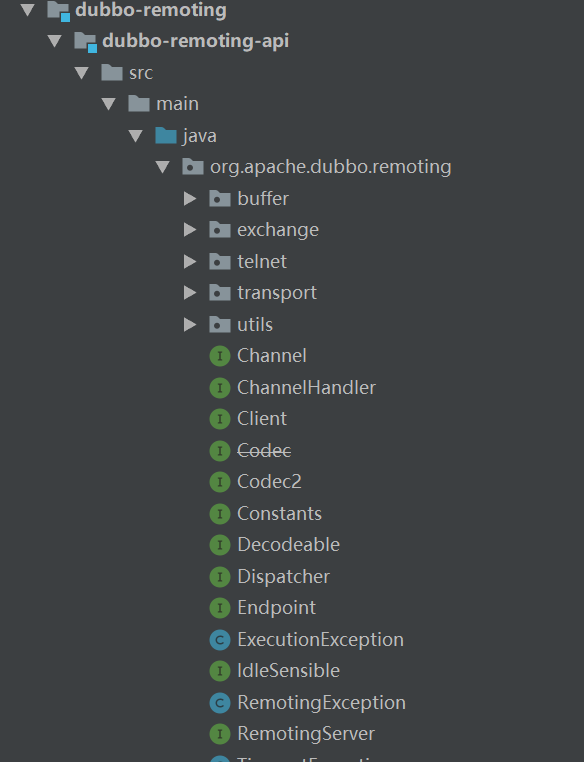 dubbo-remoting
dubbo-remoting-api
src
main
java
org.apache.dubbo.remoting
buffer
exchange
telnet
transport
utils
I Channel
I ChannelHandler
I Client
I Codec
I Codec2
I Constants
I Decodeable
I Dispatcher
I Endpoint
C ExecutionException
I IdleSensible
C RemotingException
I RemotingServer